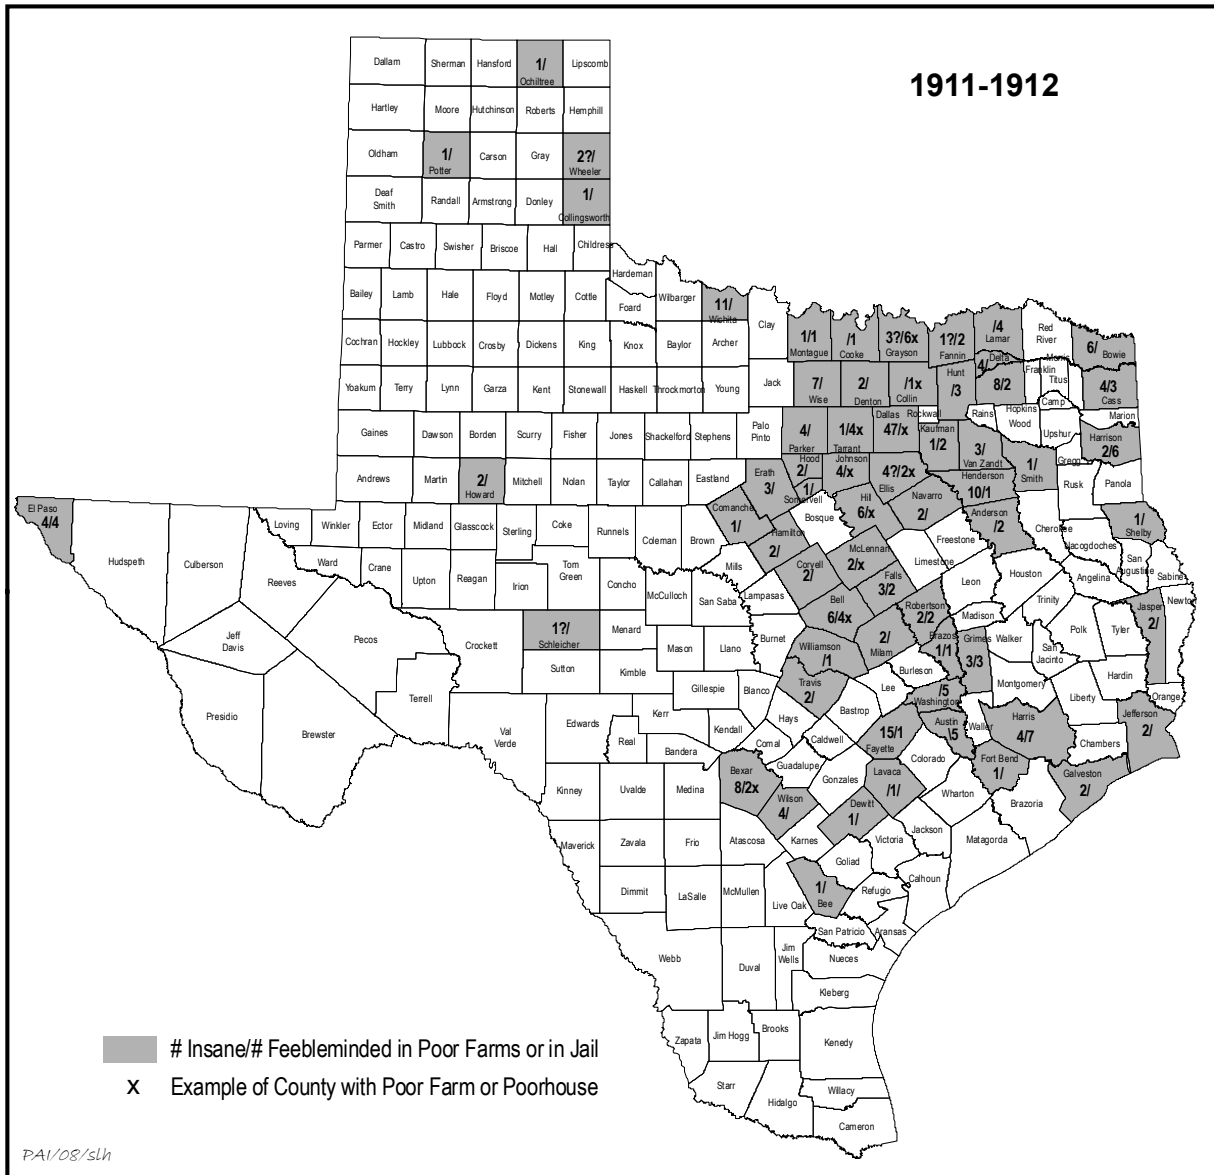 1911-1912
Dallam Sherman Hansford 1/ Ochiltree Lipscomb
Hartley Moore Hutchinson Roberts Hemphill
Oldham 1/ Potter Carson Gray 2?/ Wheeler
Deaf Smith Randall Armstrong Donley 1/ Collingsworth
Parmer Castro Swisher Briscoe Hall Childress
Hardeman
Bailey Lamb Hale Floyd Motley Cottle Foard Wilbarger 11/ Wichita Clay 1/1 Montague /1 Cooke 3?/6x Grayson 1?/2 Fannin /4 Lamar Red River 6/ Bowie
Cochran Hockley Lubbock Crosby Dickens King Knox Baylor Archer
4/ Delta Franklin Morris Titus
Yoakum Terry Lynn Garza Kent Stonewall Haskell Throckmorton Young Jack 7/ Wise 2/ Denton /1x Collin Hunt /3 8/2 Hopkins 4/3 Cass
Camp Marion
Gaines Dawson Borden Scurry Fisher Jones Shackelford Stephens Palo Pinto 4/ Parker 1/4x Tarrant Dallas 47/x Rockwall Kaufman 1/2 Rains Wood Upshur Gregg Harrison 2/6
Andrews Martin 2/ Howard Mitchell Nolan Taylor Callahan Eastland Erath 3/ Hood 2/ 1/ Somervell Johnson 4/x 4?/2x Ellis 3/ Van Zandt 1/ Smith Rusk Panola
Henderson 10/1
El Paso 4/4 Hudspeth Culberson Reeves Loving Winkler Ector Midland Glasscock Sterling Coke Runnels Coleman Brown Comanche 1/ Hamilton 2/ Bosque Hill 6/x Navarro 2/ Anderson /2 Cherokee Nacogdoches 1/ Shelby
Ward Crane Upton Reagan Irion Tom Green Concho McCulloch San Saba Mills Lampasas Coryell 2/ McLennan 2/x Limestone Freestone Leon Houston Angelina San Augustine Sabine
Falls 3/2 Trinity Jasper 2/ Newton
Jeff Davis Pecos Crockett 1?/ Schleicher Menard Mason Llano Burnet Bell 6/4x 2/ Milam Robertson 2/2 Brazos 1/1 Madison Grimes 3/3 Walker San Jacinto Polk Tyler
Sutton Kimble Williamson /1 Burleson Montgomery Liberty Hardin Orange
Presidio Brewster Terrell Val Verde Edwards Gillespie Blanco Travis 2/ Lee /5 Washington
Real Kerr Kendall Hays Bastrop Austin \5 Waller Harris 4/7 Jefferson 2/
Bandera Comal Caldwell 15/1 Fayette Colorado Chambers
Kinney Uvalde Medina Bexar 8/2x Guadalupe Gonzales Lavaca /1/ Fort Bend 1/ Galveston 2/
Wilson 4/ Dewitt 1/ Wharton Brazoria
Maverick Zavala Frio Atascosa Karnes Victoria Jackson Matagorda
Goliad
Dimmit LaSalle McMullen Live Oak 1/ Bee Refugio Calhoun
San Patricio Aransas
Webb Duval Jim Wells Nueces
Kleberg
Zapata Jim Hogg Brooks Kenedy
Starr Hidalgo Willacy
Cameron
# Insane/# Feebleminded in Poor Farms or in Jail
x Example of County with Poor Farm or Poorhouse
PAI/08/slh